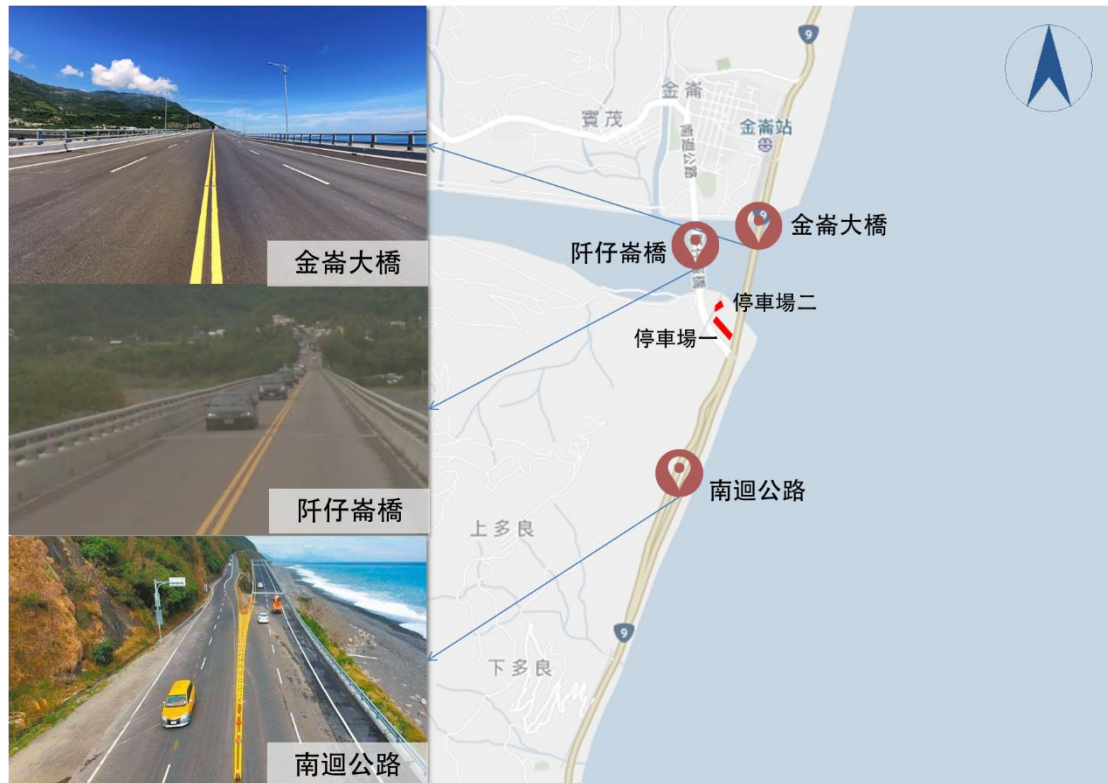 金崙大橋
阡仔崙橋
南迴公路
9
金崙
賓茂
金崙站
南迴公路
9
金崙大橋
阡仔崙橋
停車場二
停車場一
南迴公路
上多良
9
下多良